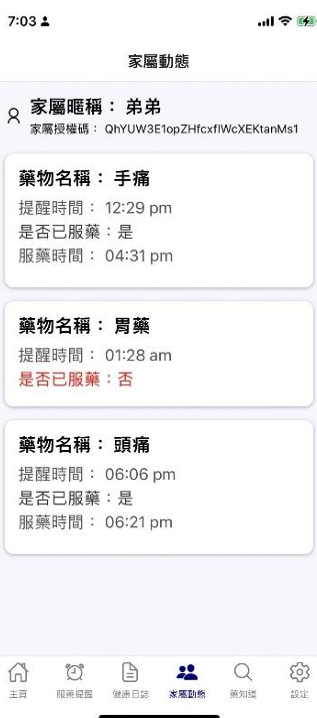 7:03
家屬動態
家屬暱稱： 弟弟
家屬授權碼： QhYUW3E1opZHfcxfIWcXEKtanMs1
藥物名稱： 手痛
提醒時間： 12:29 pm
是否已服藥：是
服藥時間： 04:31 pm
藥物名稱： 胃藥
提醒時間： 01:28 am
是否已服藥：否
藥物名稱： 頭痛
提醒時間： 06:06 pm
是否已服藥：是
服藥時間： 06:21 pm
主頁 服藥提醒 健康日誌 家屬動態 藥知道 設定